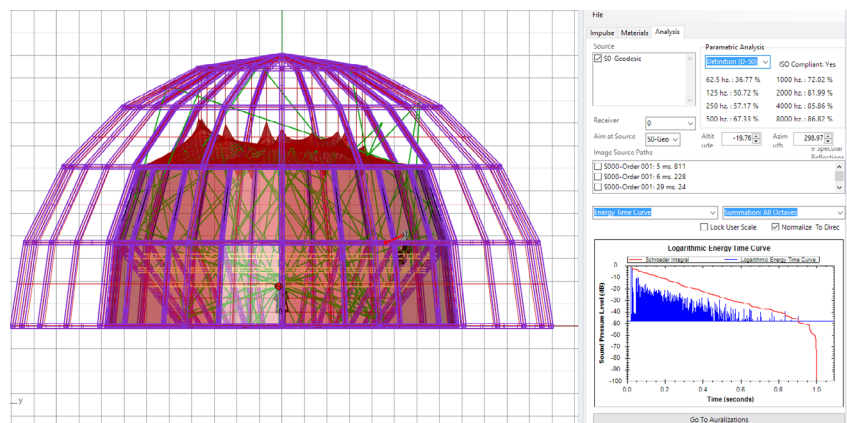 File
Impulse Materials Analysis
Source
S0-Geodesic
Parametric Analysis
Definition (D-50)
ISO Compliant: Yes
62.5 hz. : 36.77 %
1000 hz. : 72.02 %
125 hz. : 50.72 %
2000 hz. : 81.99 %
250 hz. : 57.17 %
4000 hz. : 85.06 %
500 hz. : 67.33 %
8000 hz. : 86.82 %
Receiver
0
Aim at Source
S0-Geo
Altit
ude
-19.76
Azim
uth
298.97
Image Source Paths
9 Specular
Reflections
S000-Order 001: 5 ms. 811
S000-Order 001: 6 ms. 228
S000-Order 001: 29 ms. 24
Energy Time Curve
Summation: All Octaves
Lock User Scale
Normalize To Direc
Logarithmic Energy Time Curve
Schroeder Integral
Logarithmic Energy Time Curve
Sound Pressure Level (dB)
0
-10
-20
-30
-40
-50
-60
-70
-80
-90
-100
0.0 0.2 0.4 0.6 0.8 1.0
Time (seconds)
Go To Auralizations
y